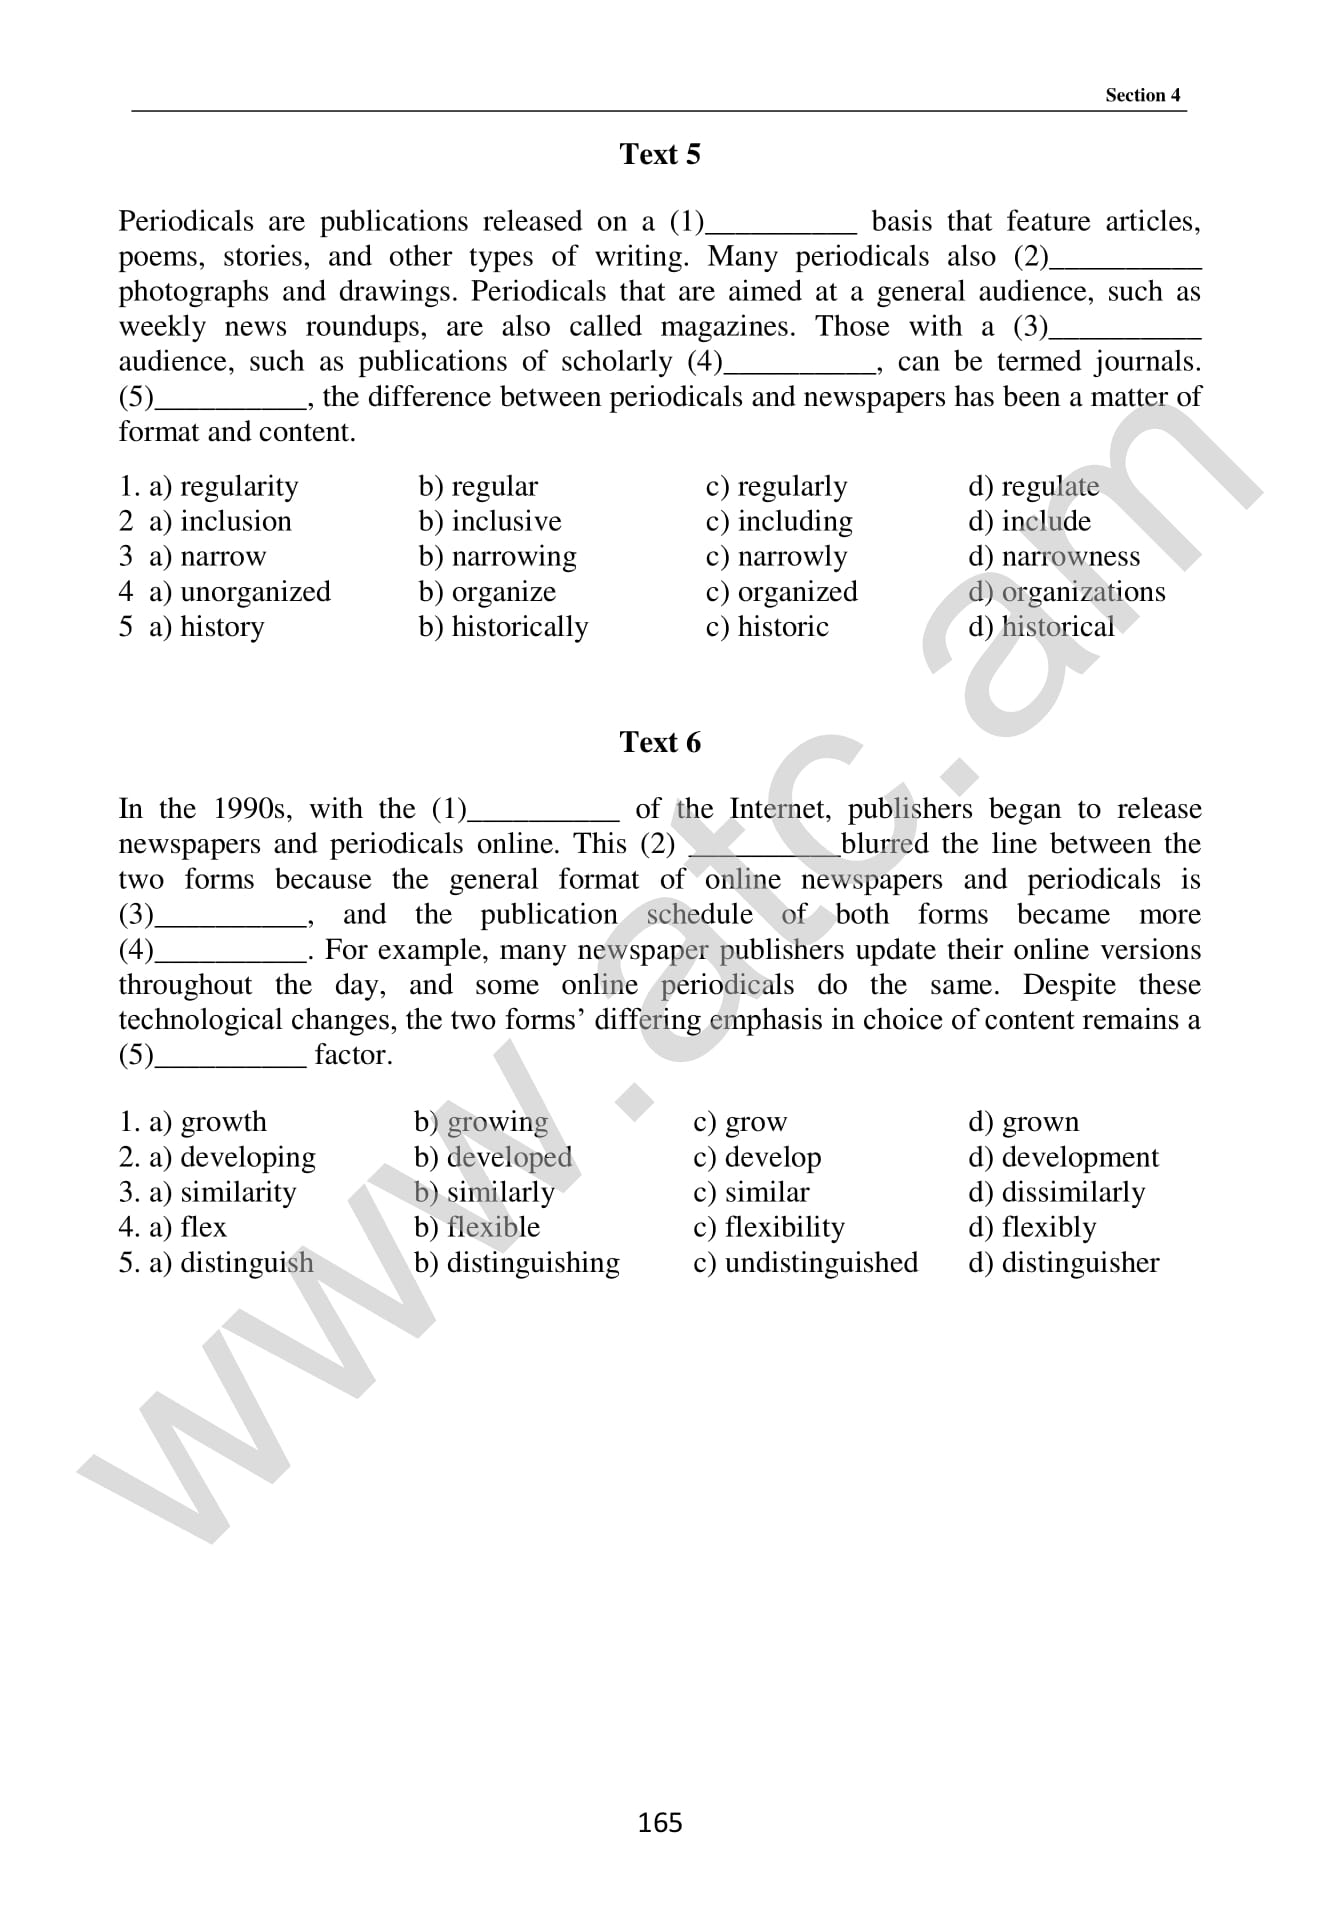 Section 4
Text 5
Periodicals are publications released on a (1)__________ basis that feature articles,
poems, stories, and other types of writing. Many periodicals also (2)__________
photographs and drawings. Periodicals that are aimed at a general audience, such as
weekly news roundups, are also called magazines. Those with a (3)__________
audience, such as publications of scholarly (4)__________, can be termed journals.
(5)__________, the difference between periodicals and newspapers has been a matter of
format and content.
1. a) regularity b) regular c) regularly d) regulate
2 a) inclusion b) inclusive c) including d) include
3 a) narrow b) narrowing c) narrowly d) narrowness
4 a) unorganized b) organize c) organized d) organizations
5 a) history b) historically c) historic d) historical
Text 6
In the 1990s, with the (1)__________ of the Internet, publishers began to release
newspapers and periodicals online. This (2) __________blurred the line between the
two forms because the general format of online newspapers and periodicals is
(3)__________, and the publication schedule of both forms became more
(4)__________. For example, many newspaper publishers update their online versions
throughout the day, and some online periodicals do the same. Despite these
technological changes, the two forms’ differing emphasis in choice of content remains a
(5)__________ factor.
1. a) growth b) growing c) grow d) grown
2. a) developing b) developed c) develop d) development
3. a) similarity b) similarly c) similar d) dissimilarly
4. a) flex b) flexible c) flexibility d) flexibly
5. a) distinguish b) distinguishing c) undistinguished d) distinguisher
www.atc.am
165